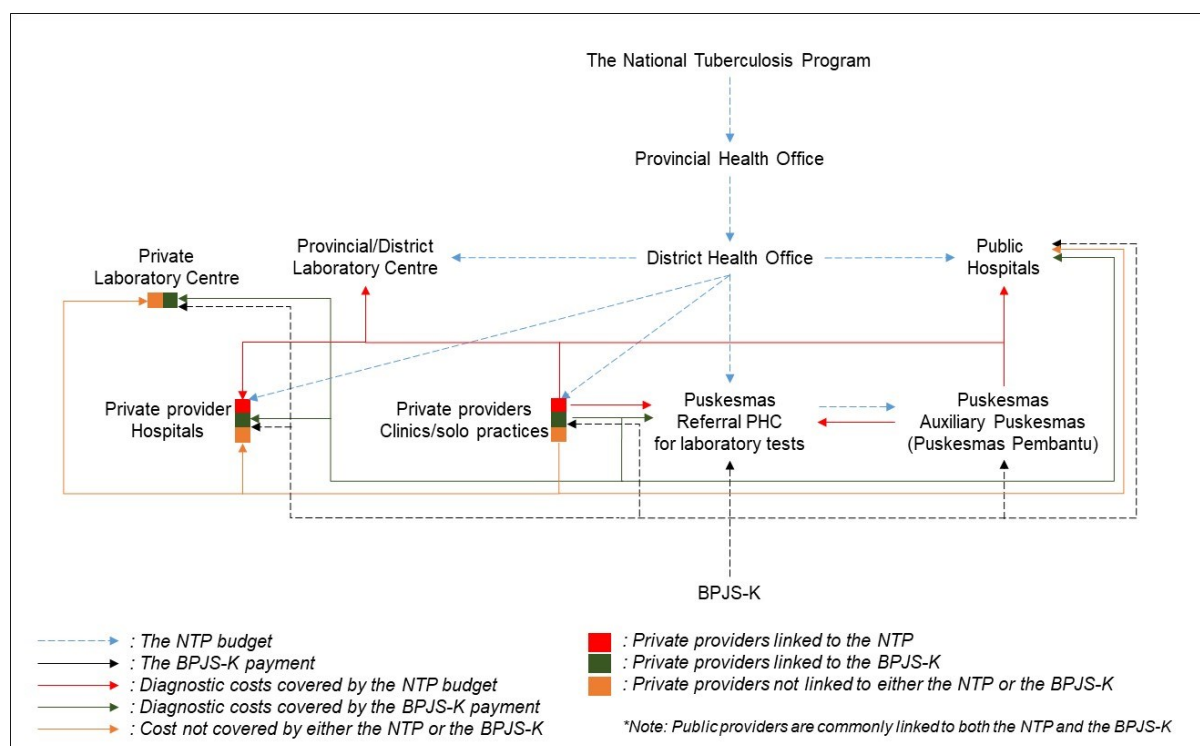 The National Tuberculosis Program
Provincial Health Office
Private
Laboratory Centre
Provincial/District
Laboratory Centre
District Health Office
Public
Hospitals
Private provider
Hospitals
Private providers
Clinics/solo practices
Puskesmas
Referral PHC
for laboratory tests
Puskesmas
Auxiliary Puskesmas
(Puskesmas Pembantu)
BPJS-K
: The NTP budget
: The BPJS-K payment
: Diagnostic costs covered by the NTP budget
: Diagnostic costs covered by the BPJS-K payment
: Cost not covered by either the NTP or the BPJS-K
: Private providers linked to the NTP
: Private providers linked to the BPJS-K
: Private providers not linked to either the NTP or the BPJS-K
*Note: Public providers are commonly linked to both the NTP and the BPJS-K